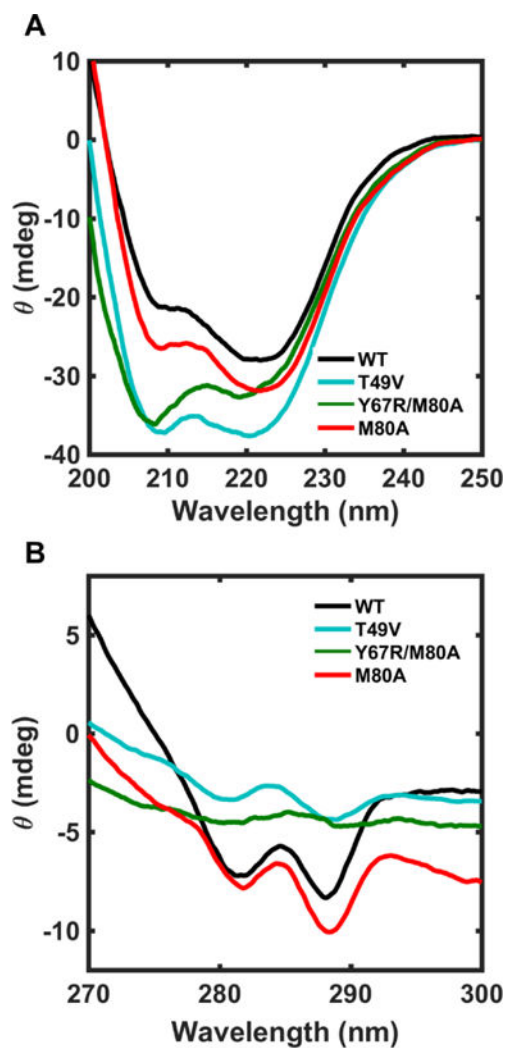 A
10
0
-10
-20
-30
-40
θ (mdeg)
WT
T49V
Y67R/M80A
M80A
200 210 220 230 240 250
Wavelength (nm)
B
5
0
-5
-10
θ (mdeg)
WT
T49V
Y67R/M80A
M80A
270 280 290 300
Wavelength (nm)